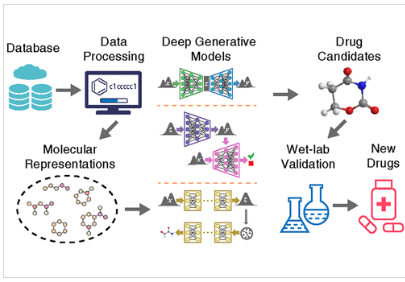 Database
Data
Processing
Deep Generative
Models
Drug
Candidates
c1ccccc1
Molecular
Representations
Wet-lab
Validation
New
Drugs